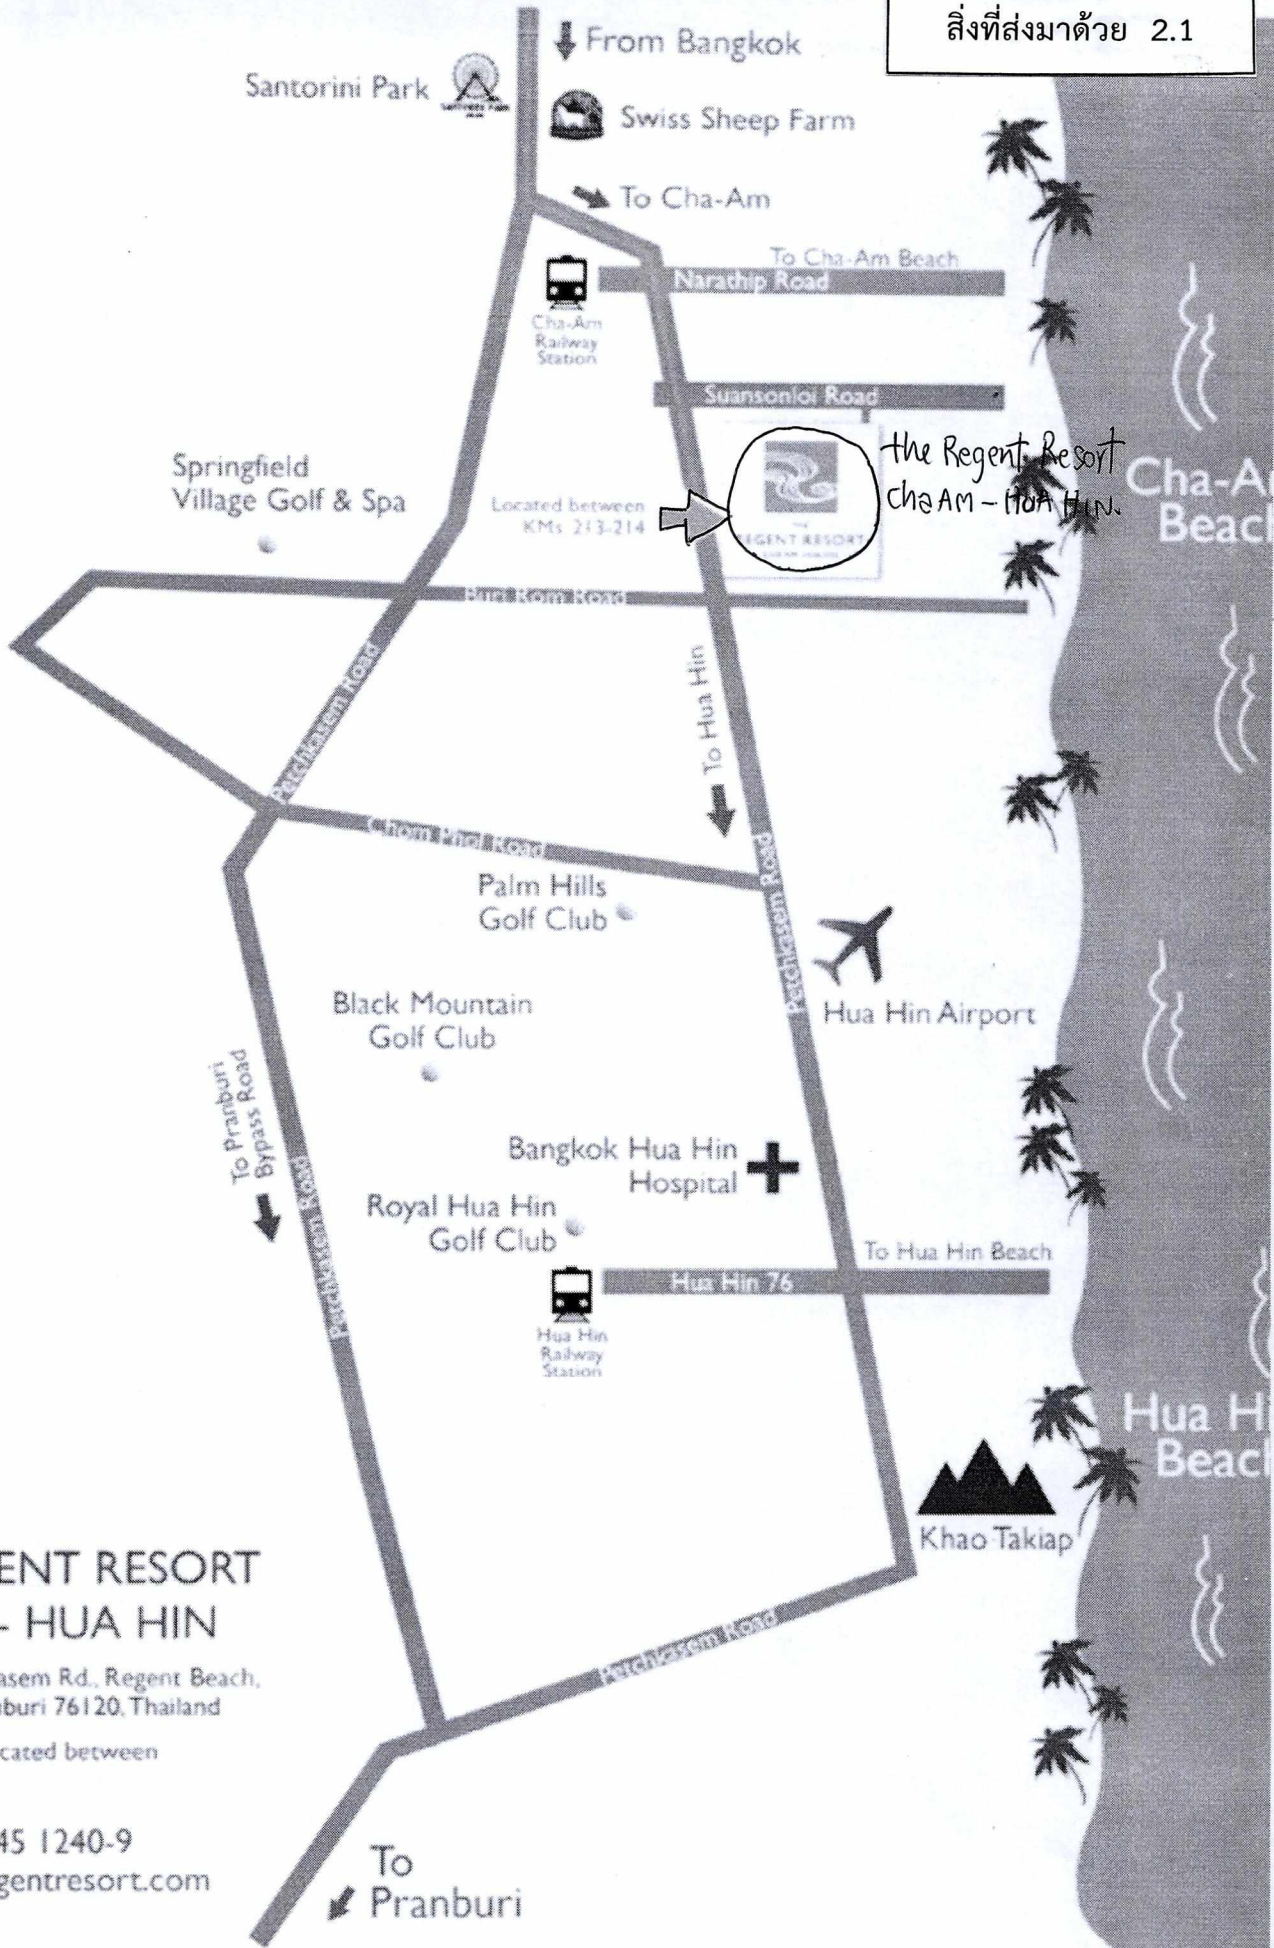 สิ่งที่ส่งมาด้วย 2.1
From Bangkok
Santorini Park
Swiss Sheep Farm
To Cha-Am
To Cha-Am Beach
Narathip Road
Cha-Am
Railway
Station
Suansonloi Road
the Regent Resort
chaAM - HUA HIN.
Springfield
Village Golf & Spa
Located between
KMs 213-214
THE
REGENT RESORT
Cha-A
Beach
Buri Rom Road
Petchkasem Road
To Hua Hin
Chom Phol Road
Petchkasem Road
Palm Hills
Golf Club
Hua Hin Airport
Black Mountain
Golf Club
To Pranburi
Bypass Road
Petchkasem Road
Bangkok Hua Hin
Hospital
Royal Hua Hin
Golf Club
To Hua Hin Beach
Hua Hin 76
Hua Hin
Railway
Station
Hua Hi
Beach
Khao Takiap
Petchkasem Road
ENT RESORT
- HUA HIN
asem Rd., Regent Beach,
buri 76120, Thailand
cated between
45 1240-9
gentresort.com
To
Pranburi